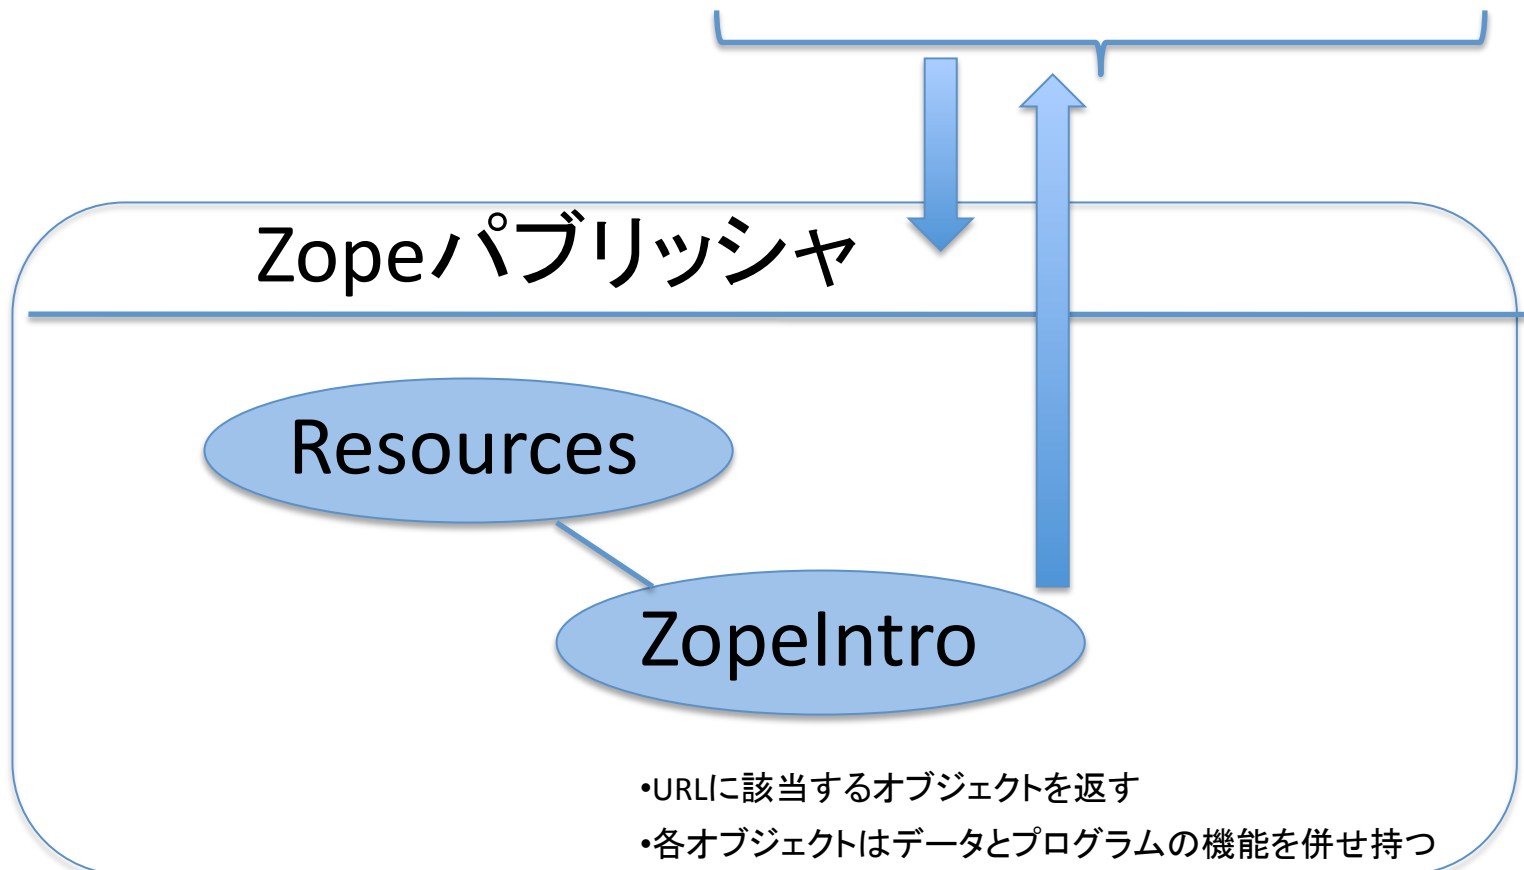 Zopeパブリッシャ
Resources
ZopeIntro
•URLに該当するオブジェクトを返す
•各オブジェクトはデータとプログラムの機能を併せ持つ